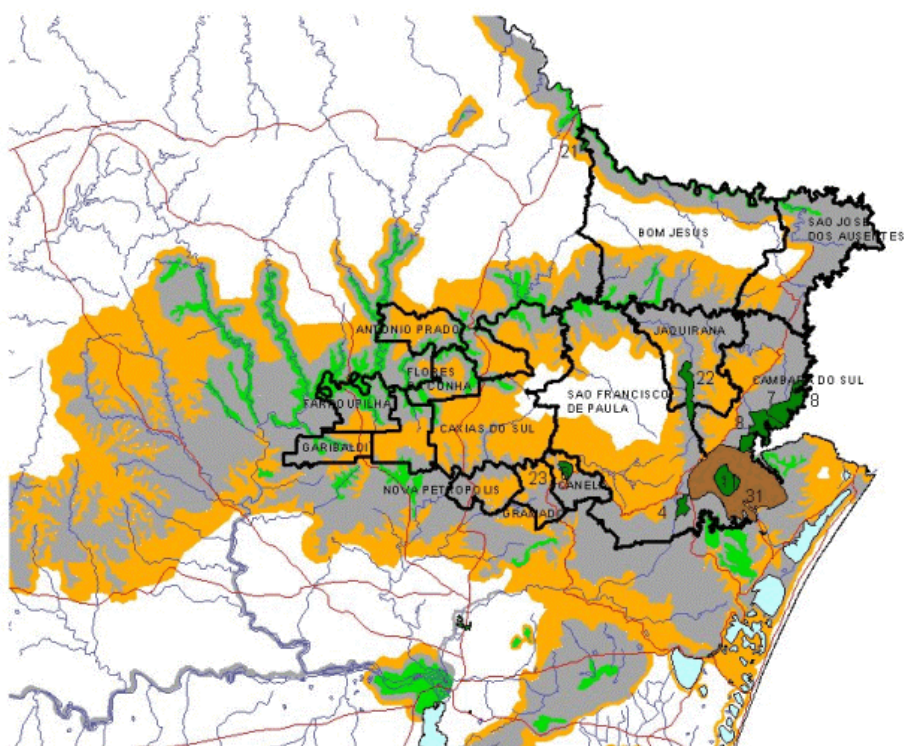 21
SAO JOSE
DOS AUSENTES
BOM JESUS
ANTONIO PRADO
JAQUIRANA
FLORES
DA CUNHA
22
CAMBARA DO SUL
SAO FRANCISCO
DE PAULA
FARROUPILHA
8
8
CAXIAS DO SUL
GARIBALDI
23
CANELA
NOVA PETROPOLIS
31
GRAMADO
4